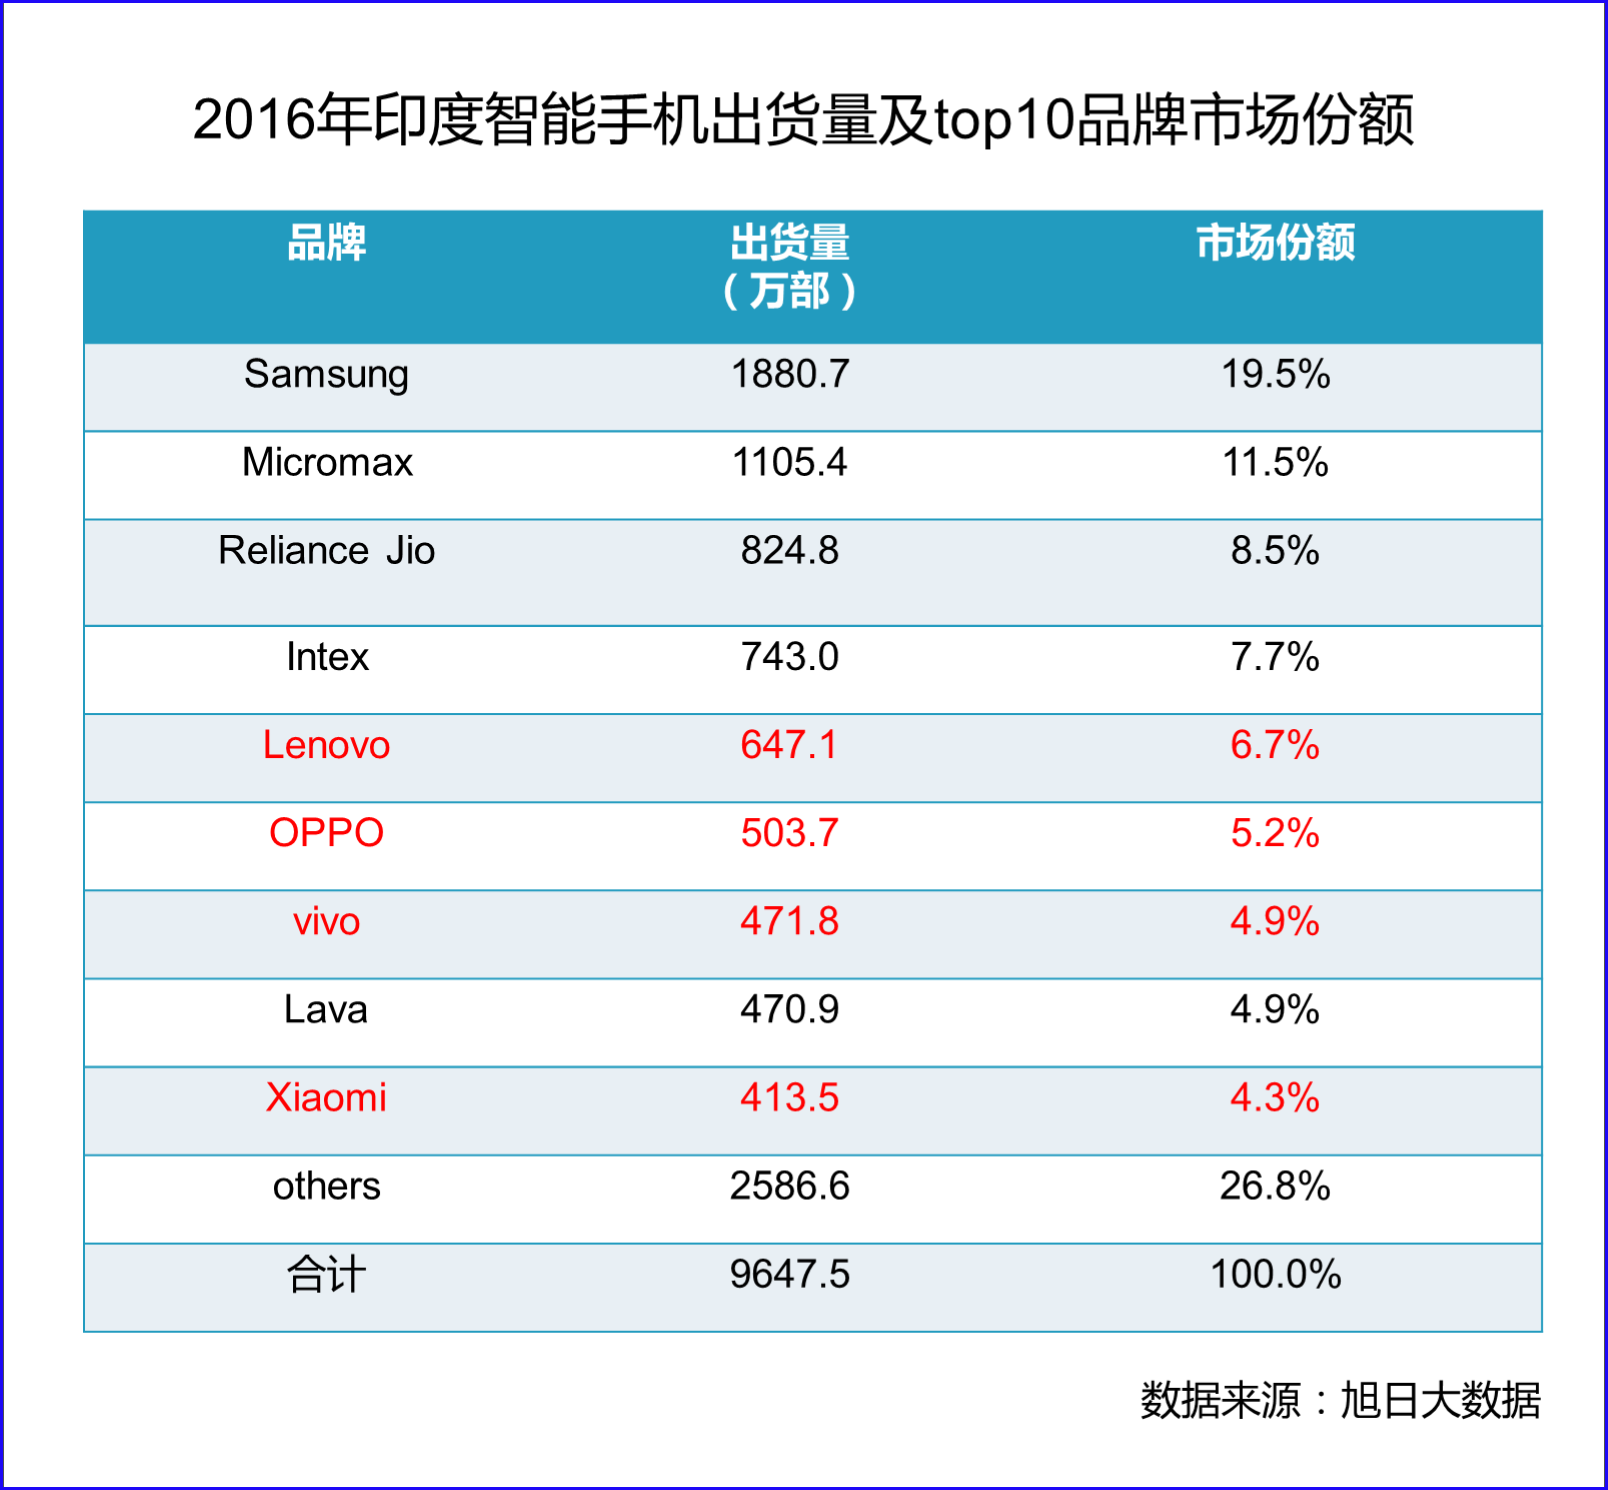 2016年印度智能手机出货量及top10品牌市场份额
品牌 出货量 市场份额
（万部）
Samsung 1880.7 19.5%
Micromax 1105.4 11.5%
Reliance Jio 824.8 8.5%
Intex 743.0 7.7%
Lenovo 647.1 6.7%
OPPO 503.7 5.2%
vivo 471.8 4.9%
Lava 470.9 4.9%
Xiaomi 413.5 4.3%
others 2586.6 26.8%
合计 9647.5 100.0%
数据来源：旭日大数据